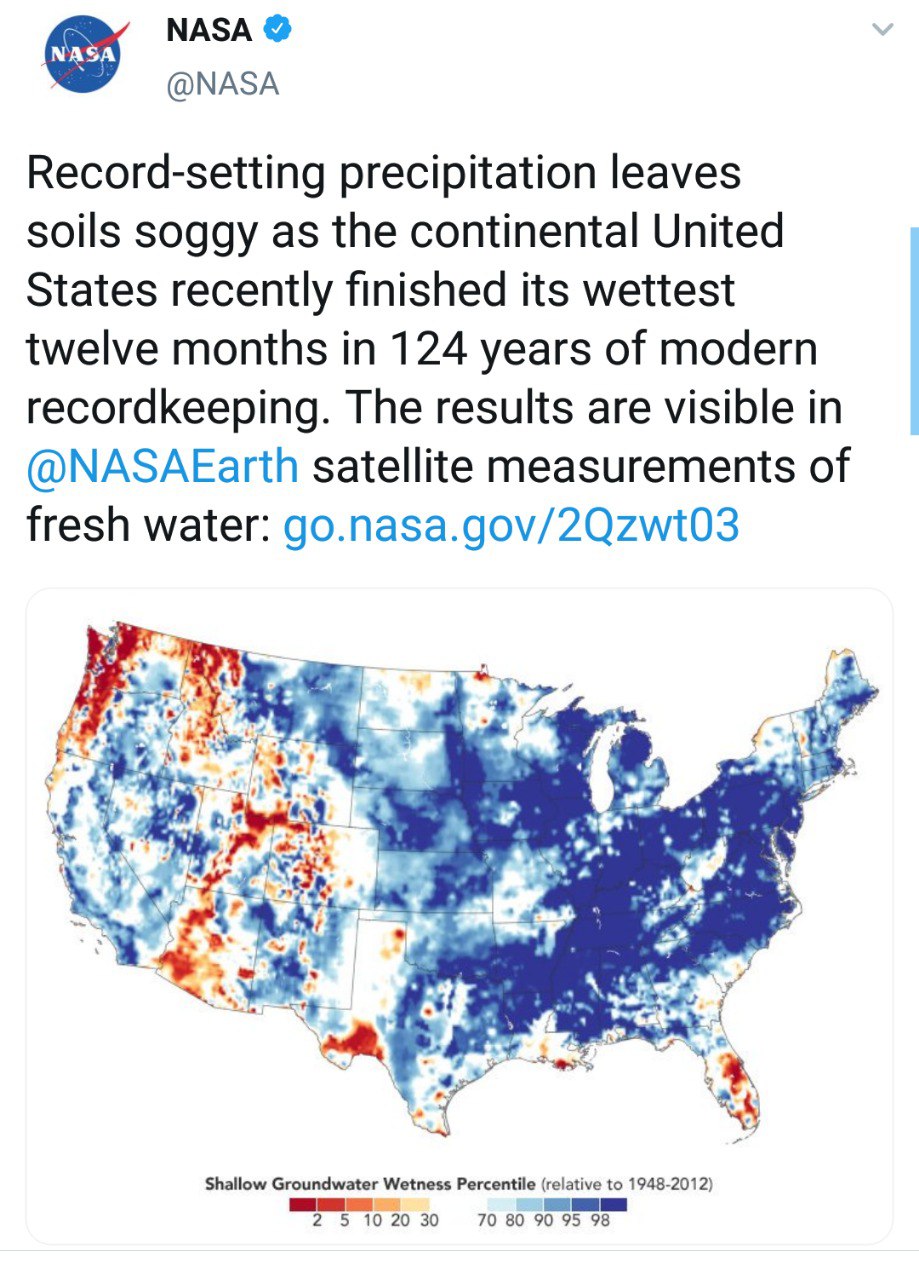 NASA
NASA
@NASA
Record-setting precipitation leaves
soils soggy as the continental United
States recently finished its wettest
twelve months in 124 years of modern
recordkeeping. The results are visible in
@NASAEarth satellite measurements of
fresh water: go.nasa.gov/2Qzwt03
Shallow Groundwater Wetness Percentile (relative to 1948-2012)
2 5 10 20 30 70 80 90 95 98